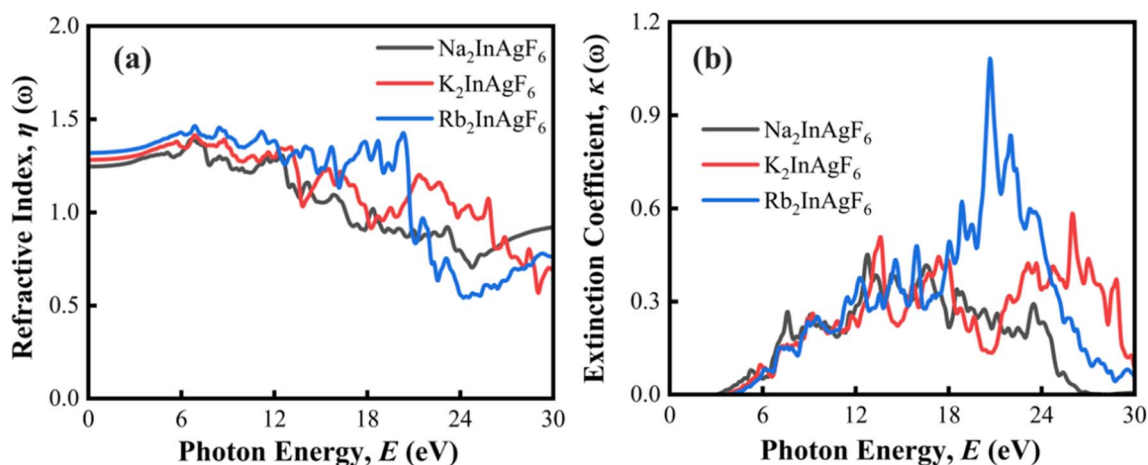 (a)
Na₂InAgF₆
K₂InAgF₆
Rb₂InAgF₆
Refractive Index, η (ω)
2.0
1.5
1.0
0.5
0.0
0 6 12 18 24 30
Photon Energy, E (eV)
(b)
Na₂InAgF₆
K₂InAgF₆
Rb₂InAgF₆
Extinction Coefficient, κ (ω)
1.2
0.9
0.6
0.3
0.0
0 6 12 18 24 30
Photon Energy, E (eV)